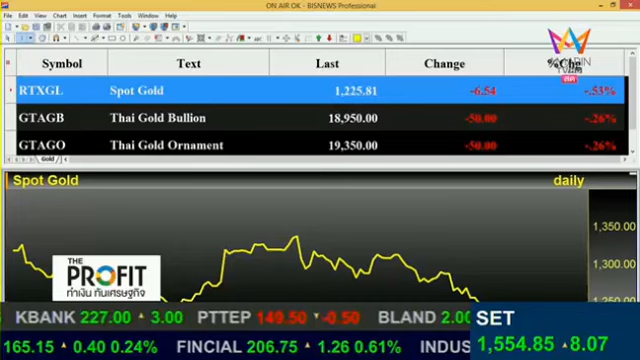 ON AIR OK - BISNEWS Professional
File Edit View Chart Format Tools Insert Window Help
Symbol Text Last Change %Chg
RTXGL Spot Gold 1,225.81 -6.54 -.53%
GTAGB Thai Gold Bullion 18,950.00 -50.00 -.26%
GTAGO Thai Gold Ornament 19,350.00 -50.00 -.26%
Gold
Spot Gold daily
1,350.00
1,300.00
1,250.00
THE
PROFIT
ทำเงิน ทันเศรษฐกิจ
KBANK 227.00 3.00 PTTEP 149.50 -0.50 BLAND 2.00
SET
1,554.85 8.07
165.15 0.40 0.24% FINCIAL 206.75 1.26 0.61% INDUS